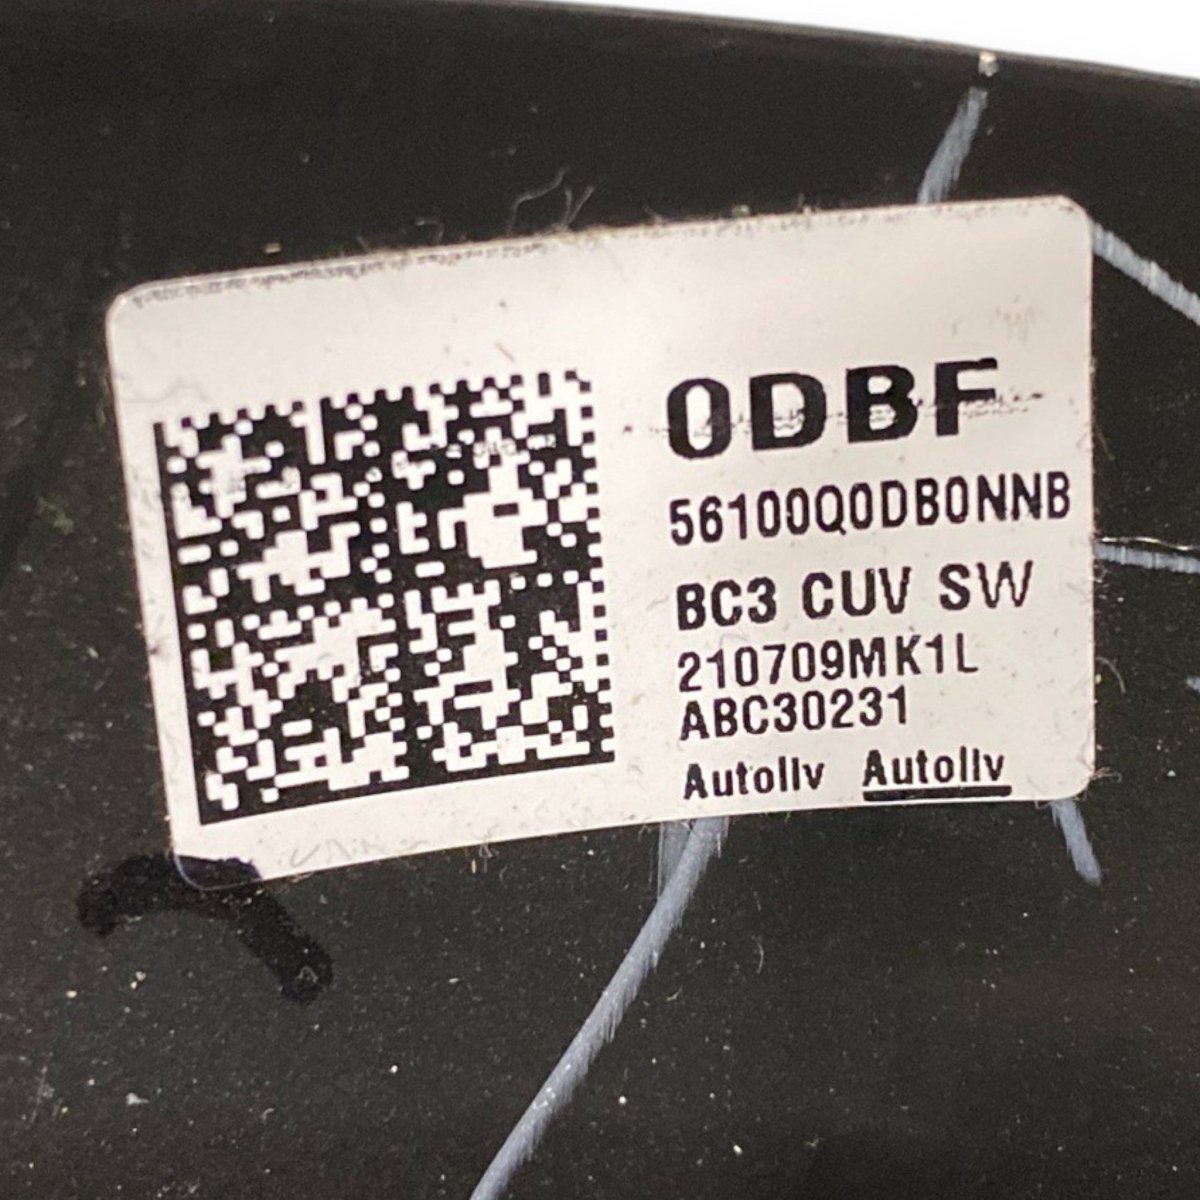 0DBF
56100Q0DB0NNB
BC3 CUV SW
210709MK1L
ABC30231
Autoliv Autoliv